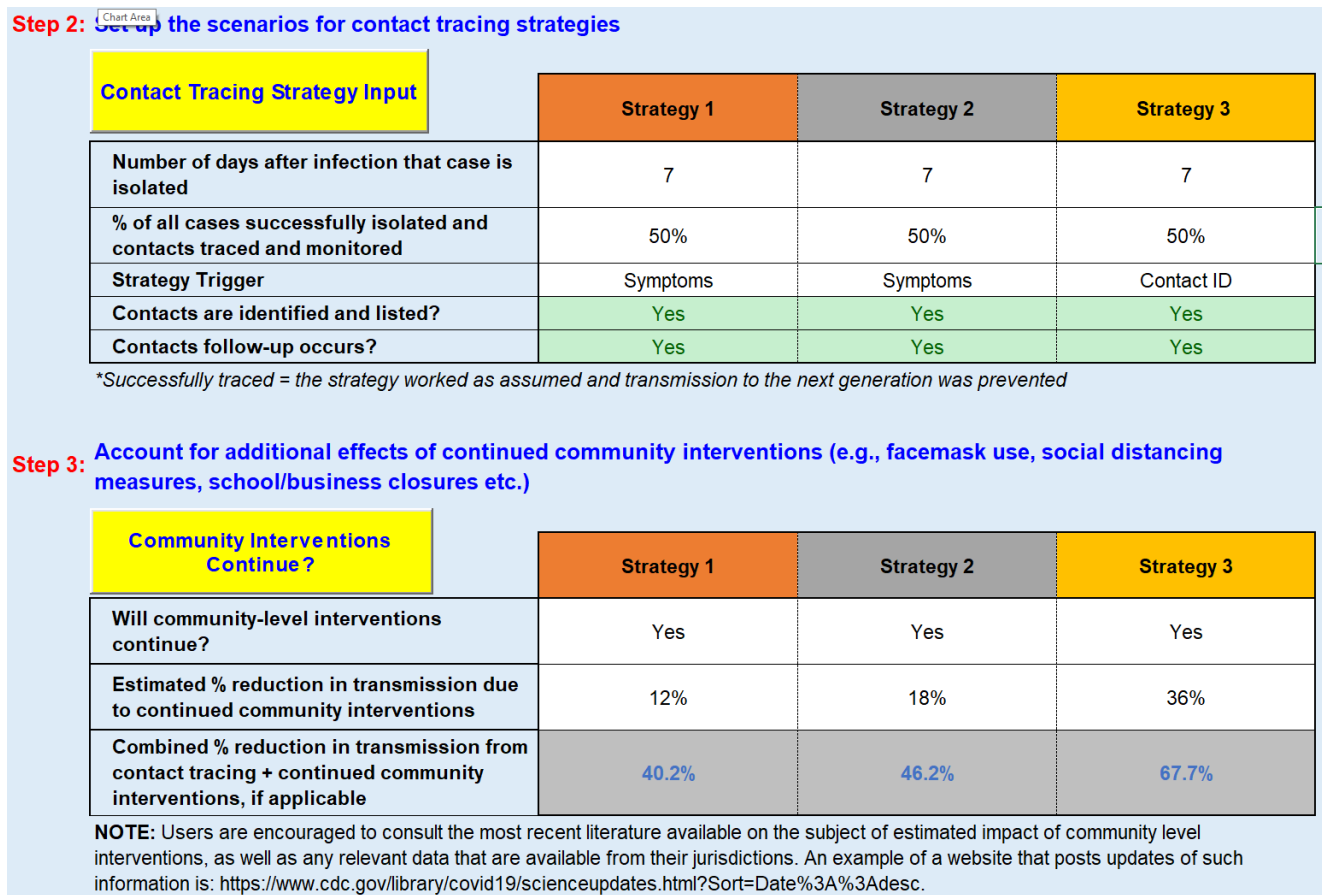 Step 2: Set up the scenarios for contact tracing strategies
Chart Area
Contact Tracing Strategy Input
Strategy 1 Strategy 2 Strategy 3
Number of days after infection that case is
isolated
7 7 7
% of all cases successfully isolated and
contacts traced and monitored
50% 50% 50%
Strategy Trigger Symptoms Symptoms Contact ID
Contacts are identified and listed? Yes Yes Yes
Contacts follow-up occurs? Yes Yes Yes
*Successfully traced = the strategy worked as assumed and transmission to the next generation was prevented
Step 3:
Account for additional effects of continued community interventions (e.g., facemask use, social distancing
measures, school/business closures etc.)
Community Interventions
Continue?
Strategy 1 Strategy 2 Strategy 3
Will community-level interventions
continue?
Yes Yes Yes
Estimated % reduction in transmission due
to continued community interventions
12% 18% 36%
Combined % reduction in transmission from
contact tracing + continued community
interventions, if applicable
40.2% 46.2% 67.7%
NOTE: Users are encouraged to consult the most recent literature available on the subject of estimated impact of community level
interventions, as well as any relevant data that are available from their jurisdictions. An example of a website that posts updates of such
information is: https://www.cdc.gov/library/covid19/scienceupdates.html?Sort=Date%3A%3Adesc.